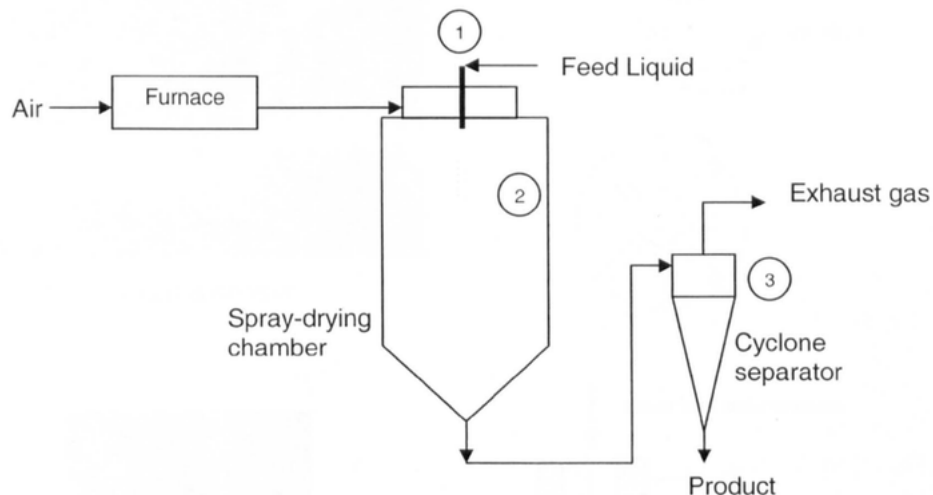 1
Feed Liquid
Furnace
Air
2
Exhaust gas
3
Spray-drying
chamber
Cyclone
separator
Product